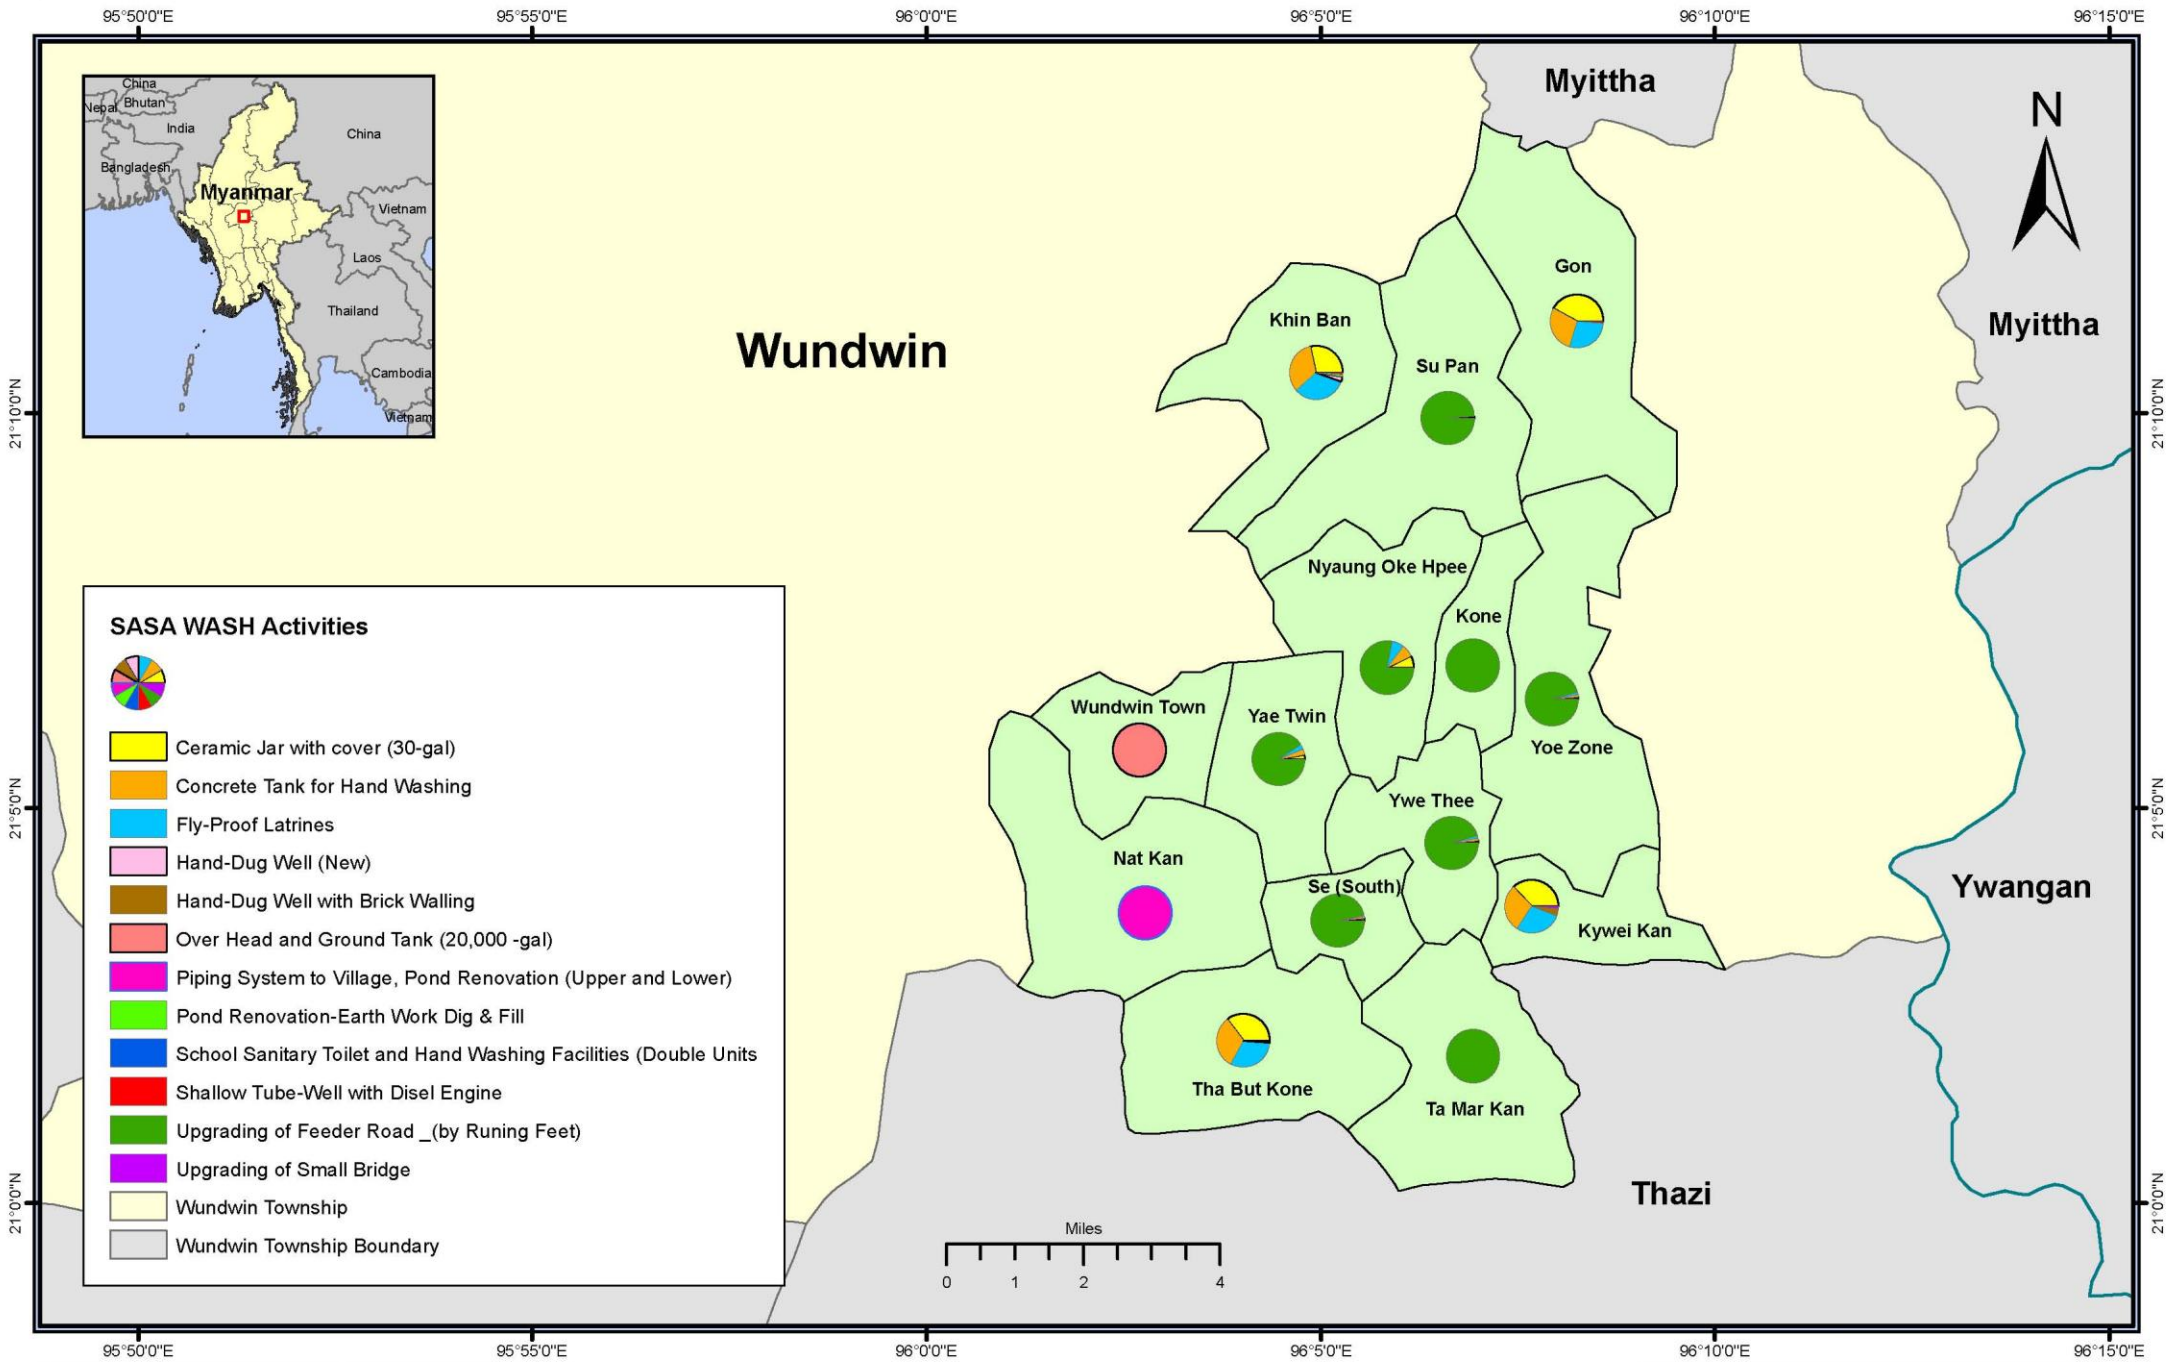 95°50'0"E 95°55'0"E 96°0'0"E 96°5'0"E 96°10'0"E 96°15'0"E
China
Nepal
Bhutan
India
China
Bangladesh
Myanmar
Vietnam
Laos
Thailand
Cambodia
Vietnam
Myittha
N
Gon
Khin Ban
Myittha
Wundwin
Su Pan
21°10'0"N
21°10'0"N
Nyaung Oke Hpee
Kone
Wundwin Town
Yae Twin
Yoe Zone
Ywe Thee
21°5'0"N
21°5'0"N
Nat Kan
Se (South)
Ywangan
Kywei Kan
Tha But Kone
Ta Mar Kan
Thazi
21°0'0"N
21°0'0"N
SASA WASH Activities
Ceramic Jar with cover (30-gal)
Concrete Tank for Hand Washing
Fly-Proof Latrines
Hand-Dug Well (New)
Hand-Dug Well with Brick Walling
Over Head and Ground Tank (20,000 -gal)
Piping System to Village, Pond Renovation (Upper and Lower)
Pond Renovation-Earth Work Dig & Fill
School Sanitary Toilet and Hand Washing Facilities (Double Units
Shallow Tube-Well with Disel Engine
Upgrading of Feeder Road _(by Runing Feet)
Upgrading of Small Bridge
Wundwin Township
Wundwin Township Boundary
Miles
0 1 2 4
95°50'0"E 95°55'0"E 96°0'0"E 96°5'0"E 96°10'0"E 96°15'0"E